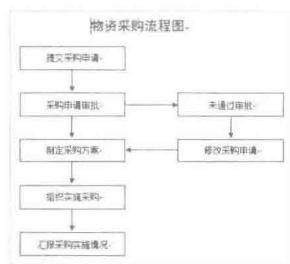 物资采购流程图
提交采购申请
采购申请审批
未通过审批
制定采购方案
修改采购申请
组织实施采购
汇报采购实施情况